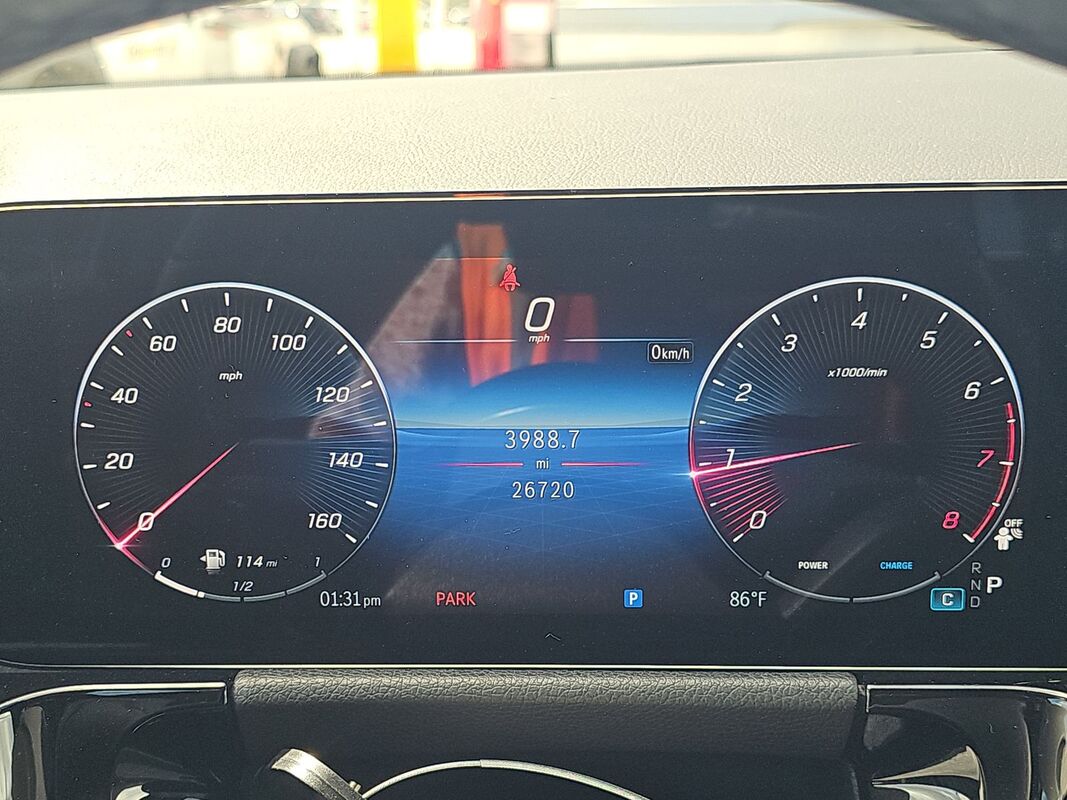 0
mph
0km/h
3988.7
mi
26720
0
20
40
60
80
100
120
140
160
mph
0
1/2
1
114 mi
0
1
2
3
4
5
6
7
8
x1000/min
POWER
CHARGE
OFF
01:31pm
PARK
P
86°F
C
R
N
D
P